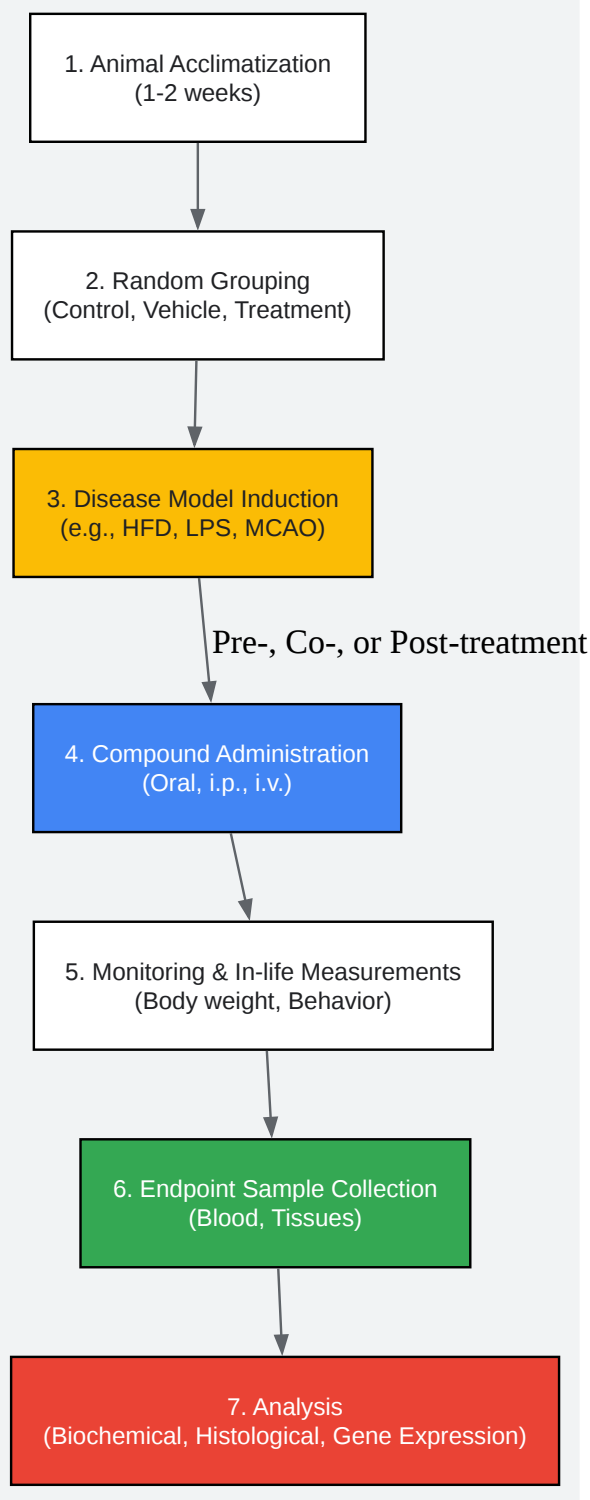 1. Animal Acclimatization
(1-2 weeks)
2. Random Grouping
(Control, Vehicle, Treatment)
3. Disease Model Induction
(e.g., HFD, LPS, MCAO)
Pre-, Co-, or Post-treatment
4. Compound Administration
(Oral, i.p., i.v.)
5. Monitoring & In-life Measurements
(Body weight, Behavior)
6. Endpoint Sample Collection
(Blood, Tissues)
7. Analysis
(Biochemical, Histological, Gene Expression)